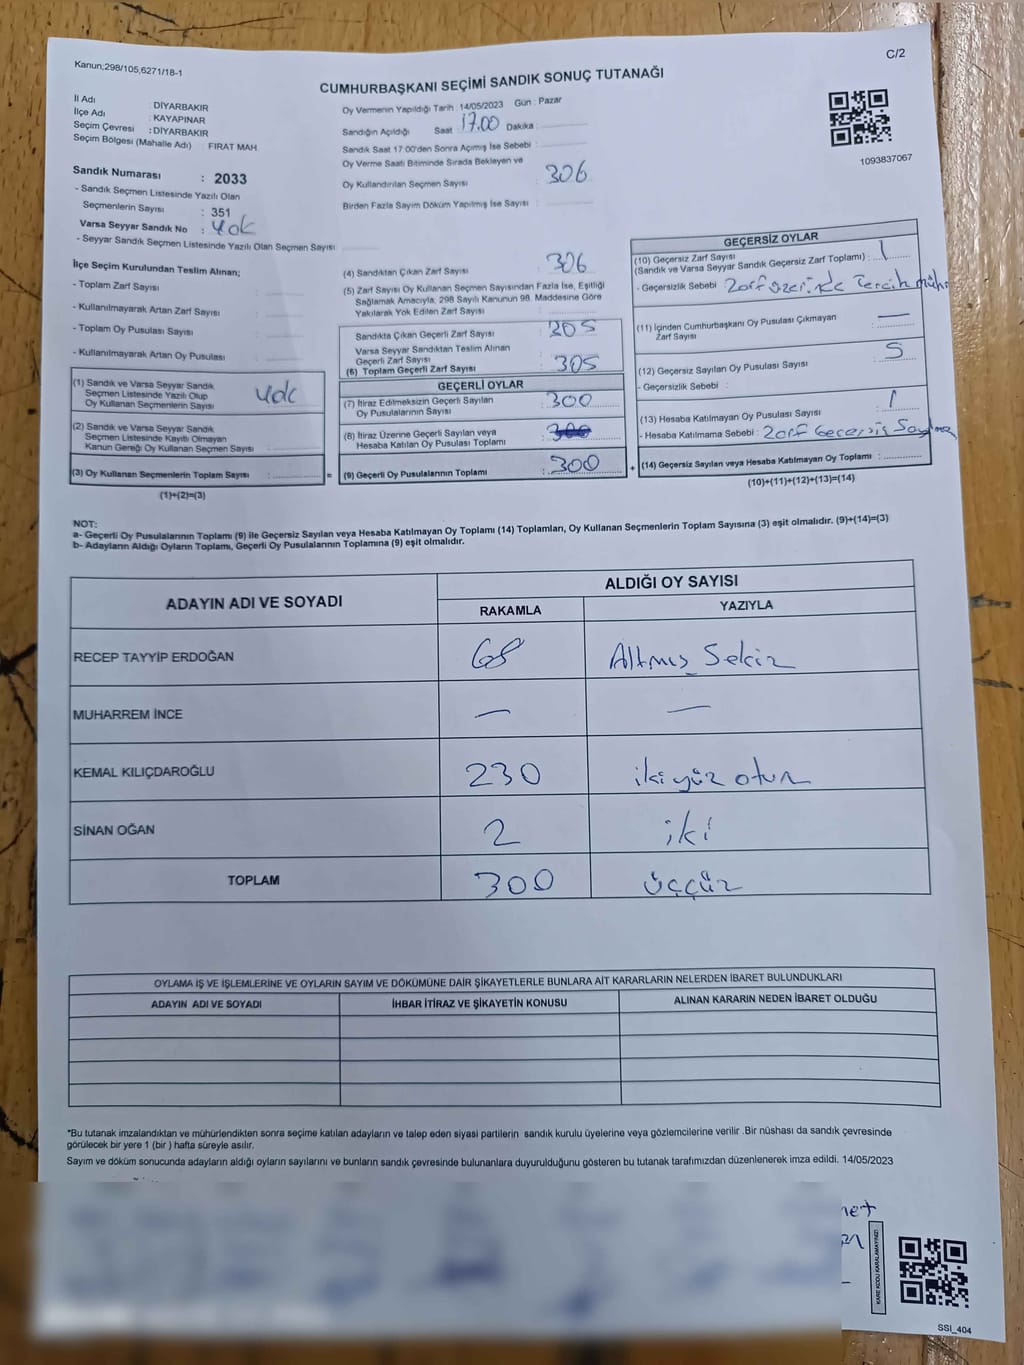 Kanun;298/105,6271/18-1
C/2
CUMHURBAŞKANI SEÇİMİ SANDIK SONUÇ TUTANAĞI
İl Adı : DİYARBAKIR
İlçe Adı : KAYAPINAR
Seçim Çevresi : DİYARBAKIR
Seçim Bölgesi (Mahalle Adı) : FIRAT MAH.
Sandık Numarası : 2033
- Sandık Seçmen Listesinde Yazılı Olan
Seçmenlerin Sayısı : 351
Varsa Seyyar Sandık No : yok
- Seyyar Sandık Seçmen Listesinde Yazılı Olan Seçmen Sayısı
Oy Vermenin Yapıldığı Tarih : 14/05/2023 Gün : Pazar
Sandığın Açıldığı Saat : 17.00 Dakika
Sandık Saat 17:00'den Sonra Açımış İse Sebebi :
Oy Verme Saati Bitiminde Sırada Bekleyen ve
Oy Kullandırılan Seçmen Sayısı : 306
Birden Fazla Sayım Döküm Yapılmış İse Sayısı :
1093837067
İlçe Seçim Kurulundan Teslim Alınan;
- Toplam Zarf Sayısı :
- Kullanılmayarak Artan Zarf Sayısı :
- Toplam Oy Pusulası Sayısı :
- Kullanılmayarak Artan Oy Pusulası :
(1) Sandık ve Varsa Seyyar Sandık
Seçmen Listesinde Yazılı Olup
Oy Kullanan Seçmenlerin Sayısı : yok
(2) Sandık ve Varsa Seyyar Sandık
Seçmen Listesinde Kayıtlı Olmayan
Kanun Gereği Oy Kullanan Seçmen Sayısı :
(3) Oy Kullanan Seçmenlerin Toplam Sayısı : =
(1)+(2)=(3)
(4) Sandıktan Çıkan Zarf Sayısı : 306
(5) Zarf Sayısı Oy Kullanan Seçmen Sayısından Fazla İse, Eşitliği
Sağlamak Amacıyla, 298 Sayılı Kanunun 98. Maddesine Göre
Yakılarak Yok Edilen Zarf Sayısı :
Sandıkta Çıkan Geçerli Zarf Sayısı : 305
Varsa Seyyar Sandıktan Teslim Alınan
Geçerli Zarf Sayısı
(6) Toplam Geçerli Zarf Sayısı : 305
GEÇERLİ OYLAR
(7) İtiraz Edilmeksizin Geçerli Sayılan
Oy Pusulalarının Sayısı : 300
(8) İtiraz Üzerine Geçerli Sayılan veya
Hesaba Katılan Oy Pusulası Toplamı :
(9) Geçerli Oy Pusulalarının Toplamı : 300 +
GEÇERSİZ OYLAR
(10) Geçersiz Zarf Sayısı
(Sandık ve Varsa Seyyar Sandık Geçersiz Zarf Toplamı) : 1
- Geçersizlik Sebebi : Zarf üzerinde Tercih mühr
(11) İçinden Cumhurbaşkanı Oy Pusulası Çıkmayan
Zarf Sayısı : —
(12) Geçersiz Sayılan Oy Pusulası Sayısı : 5
- Geçersizlik Sebebi :
(13) Hesaba Katılmayan Oy Pusulası Sayısı : 1
- Hesaba Katılmama Sebebi : Zarf Geçersiz
(14) Geçersiz Sayılan veya Hesaba Katılmayan Oy Toplamı :
(10)+(11)+(12)+(13)=(14)
NOT:
a- Geçerli Oy Pusulalarının Toplamı (9) ile Geçersiz Sayılan veya Hesaba Katılmayan Oy Toplamı (14) Toplamları, Oy Kullanan Seçmenlerin Toplam Sayısına (3) eşit olmalıdır. (9)+(14)=(3)
b- Adayların Aldığı Oyların Toplamı, Geçerli Oy Pusulalarının Toplamına (9) eşit olmalıdır.
ADAYIN ADI VE SOYADI
ALDIĞI OY SAYISI
RAKAMLA YAZIYLA
RECEP TAYYİP ERDOĞAN 68 Altmış Sekiz
MUHARREM İNCE — —
KEMAL KILIÇDAROĞLU 230 ikiyüz otuz
SİNAN OĞAN 2 iki
TOPLAM 300 üççüz
OYLAMA İŞ VE İŞLEMLERİNE VE OYLARIN SAYIM VE DÖKÜMÜNE DAİR ŞİKAYETLERLE BUNLARA AİT KARARLARIN NELERDEN İBARET BULUNDUKLARI
ADAYIN ADI VE SOYADI İHBAR İTİRAZ VE ŞİKAYETİN KONUSU ALINAN KARARIN NEDEN İBARET OLDUĞU
*Bu tutanak imzalandıktan ve mühürlendikten sonra seçime katılan adayların ve talep eden siyasi partilerin sandık kurulu üyelerine veya gözlemcilerine verilir .Bir nüshası da sandık çevresinde
görülecek bir yere 1 (bir ) hafta süreyle asılır.
Sayım ve döküm sonucunda adayların aldığı oyların sayılarını ve bunların sandık çevresinde bulunanlara duyurulduğunu gösteren bu tutanak tarafımızdan düzenlenerek imza edildi. 14/05/2023
KARE KODU KARALAMAYINIZ!
SSI_404